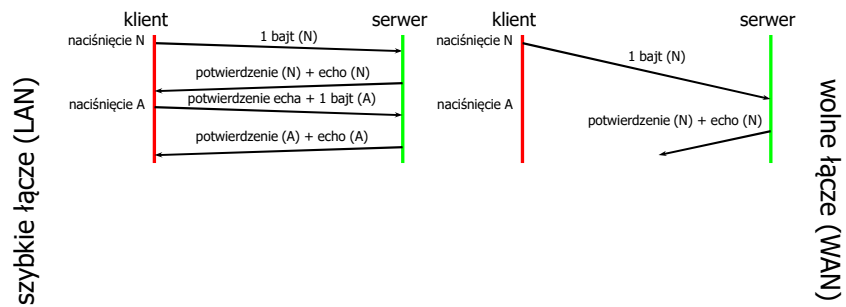 szybkie łącze (LAN)
klient
serwer
naciśnięcie N
1 bajt (N)
potwierdzenie (N) + echo (N)
naciśnięcie A
potwierdzenie echa + 1 bajt (A)
potwierdzenie (A) + echo (A)
klient
serwer
naciśnięcie N
1 bajt (N)
naciśnięcie A
potwierdzenie (N) + echo (N)
wolne łącze (WAN)